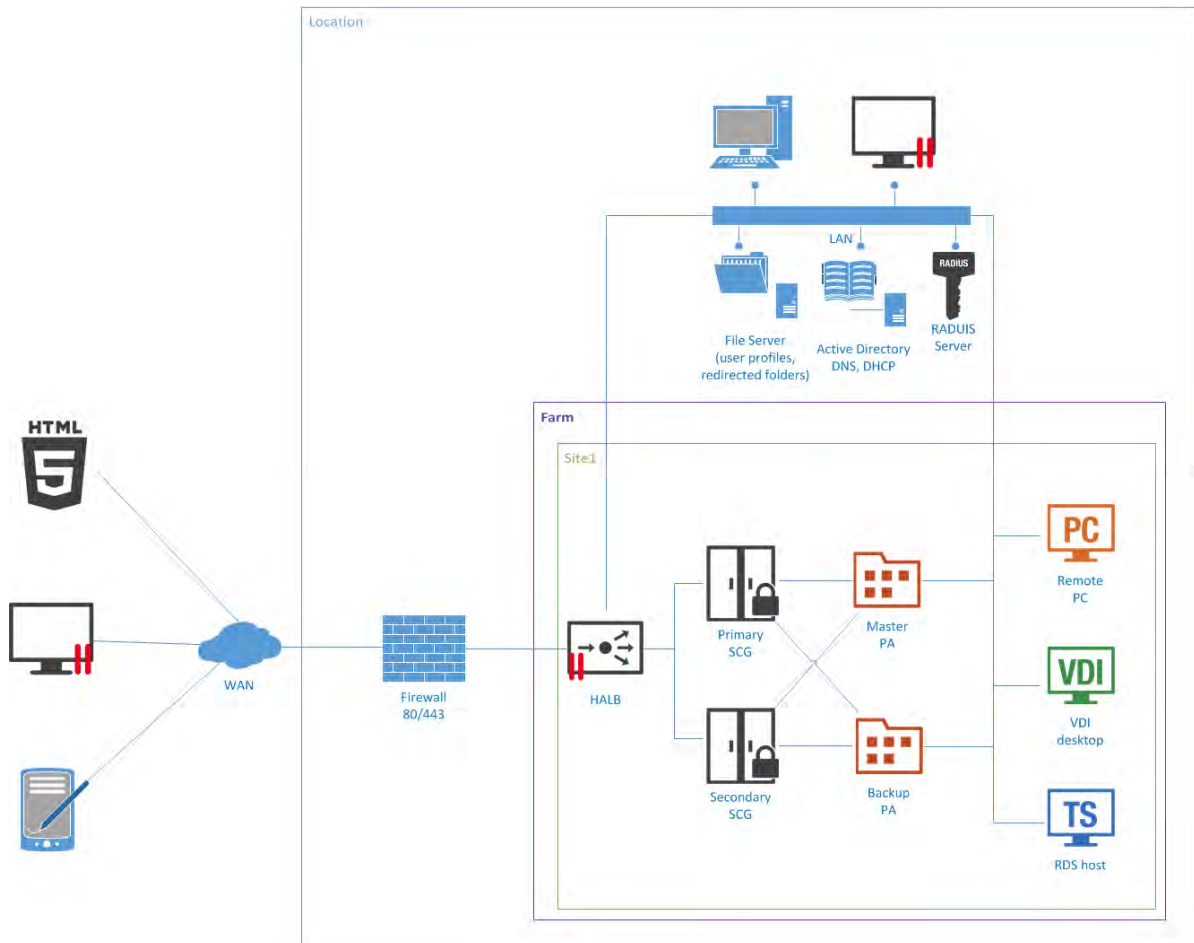 Location
LAN
RADIUS
File Server
(user profiles,
redirected folders)
Active Directory
DNS, DHCP
RADUIS
Server
Farm
Site1
HTML
5
WAN
Firewall
80/443
HALB
Primary
SCG
Secondary
SCG
Master
PA
Backup
PA
PC
Remote
PC
VDI
VDI
desktop
TS
RDS host